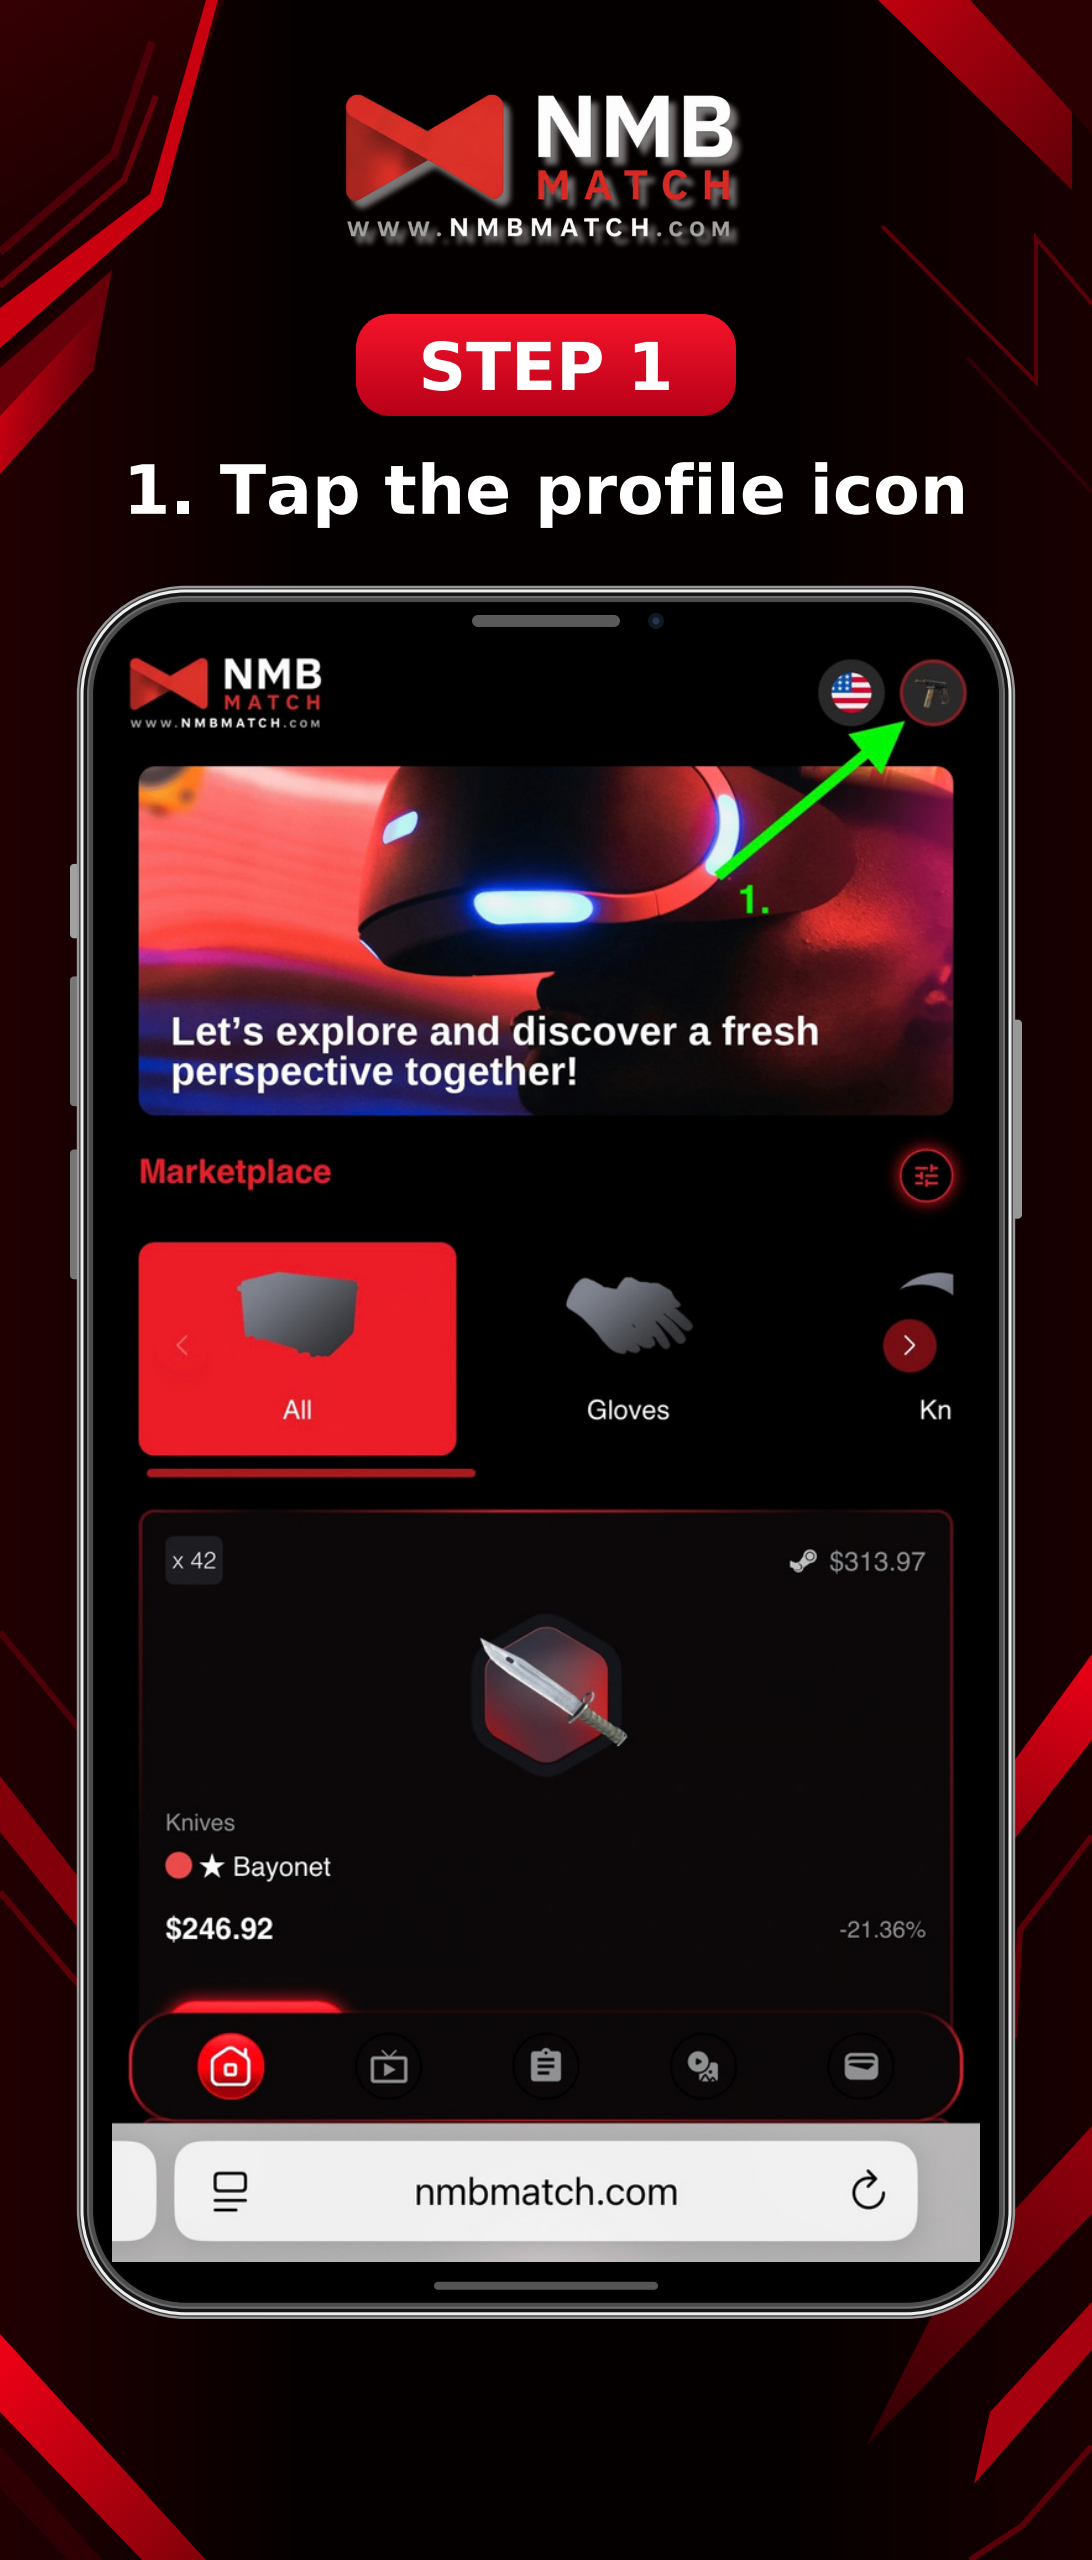 NMB
MATCH
WWW.NMBMATCH.COM
STEP 1
1. Tap the profile icon
NMB
MATCH
WWW.NMBMATCH.COM
1.
Let’s explore and discover a fresh
perspective together!
Marketplace
All
Gloves
Kn
x 42
$313.97
Knives
★ Bayonet
$246.92
-21.36%
nmbmatch.com